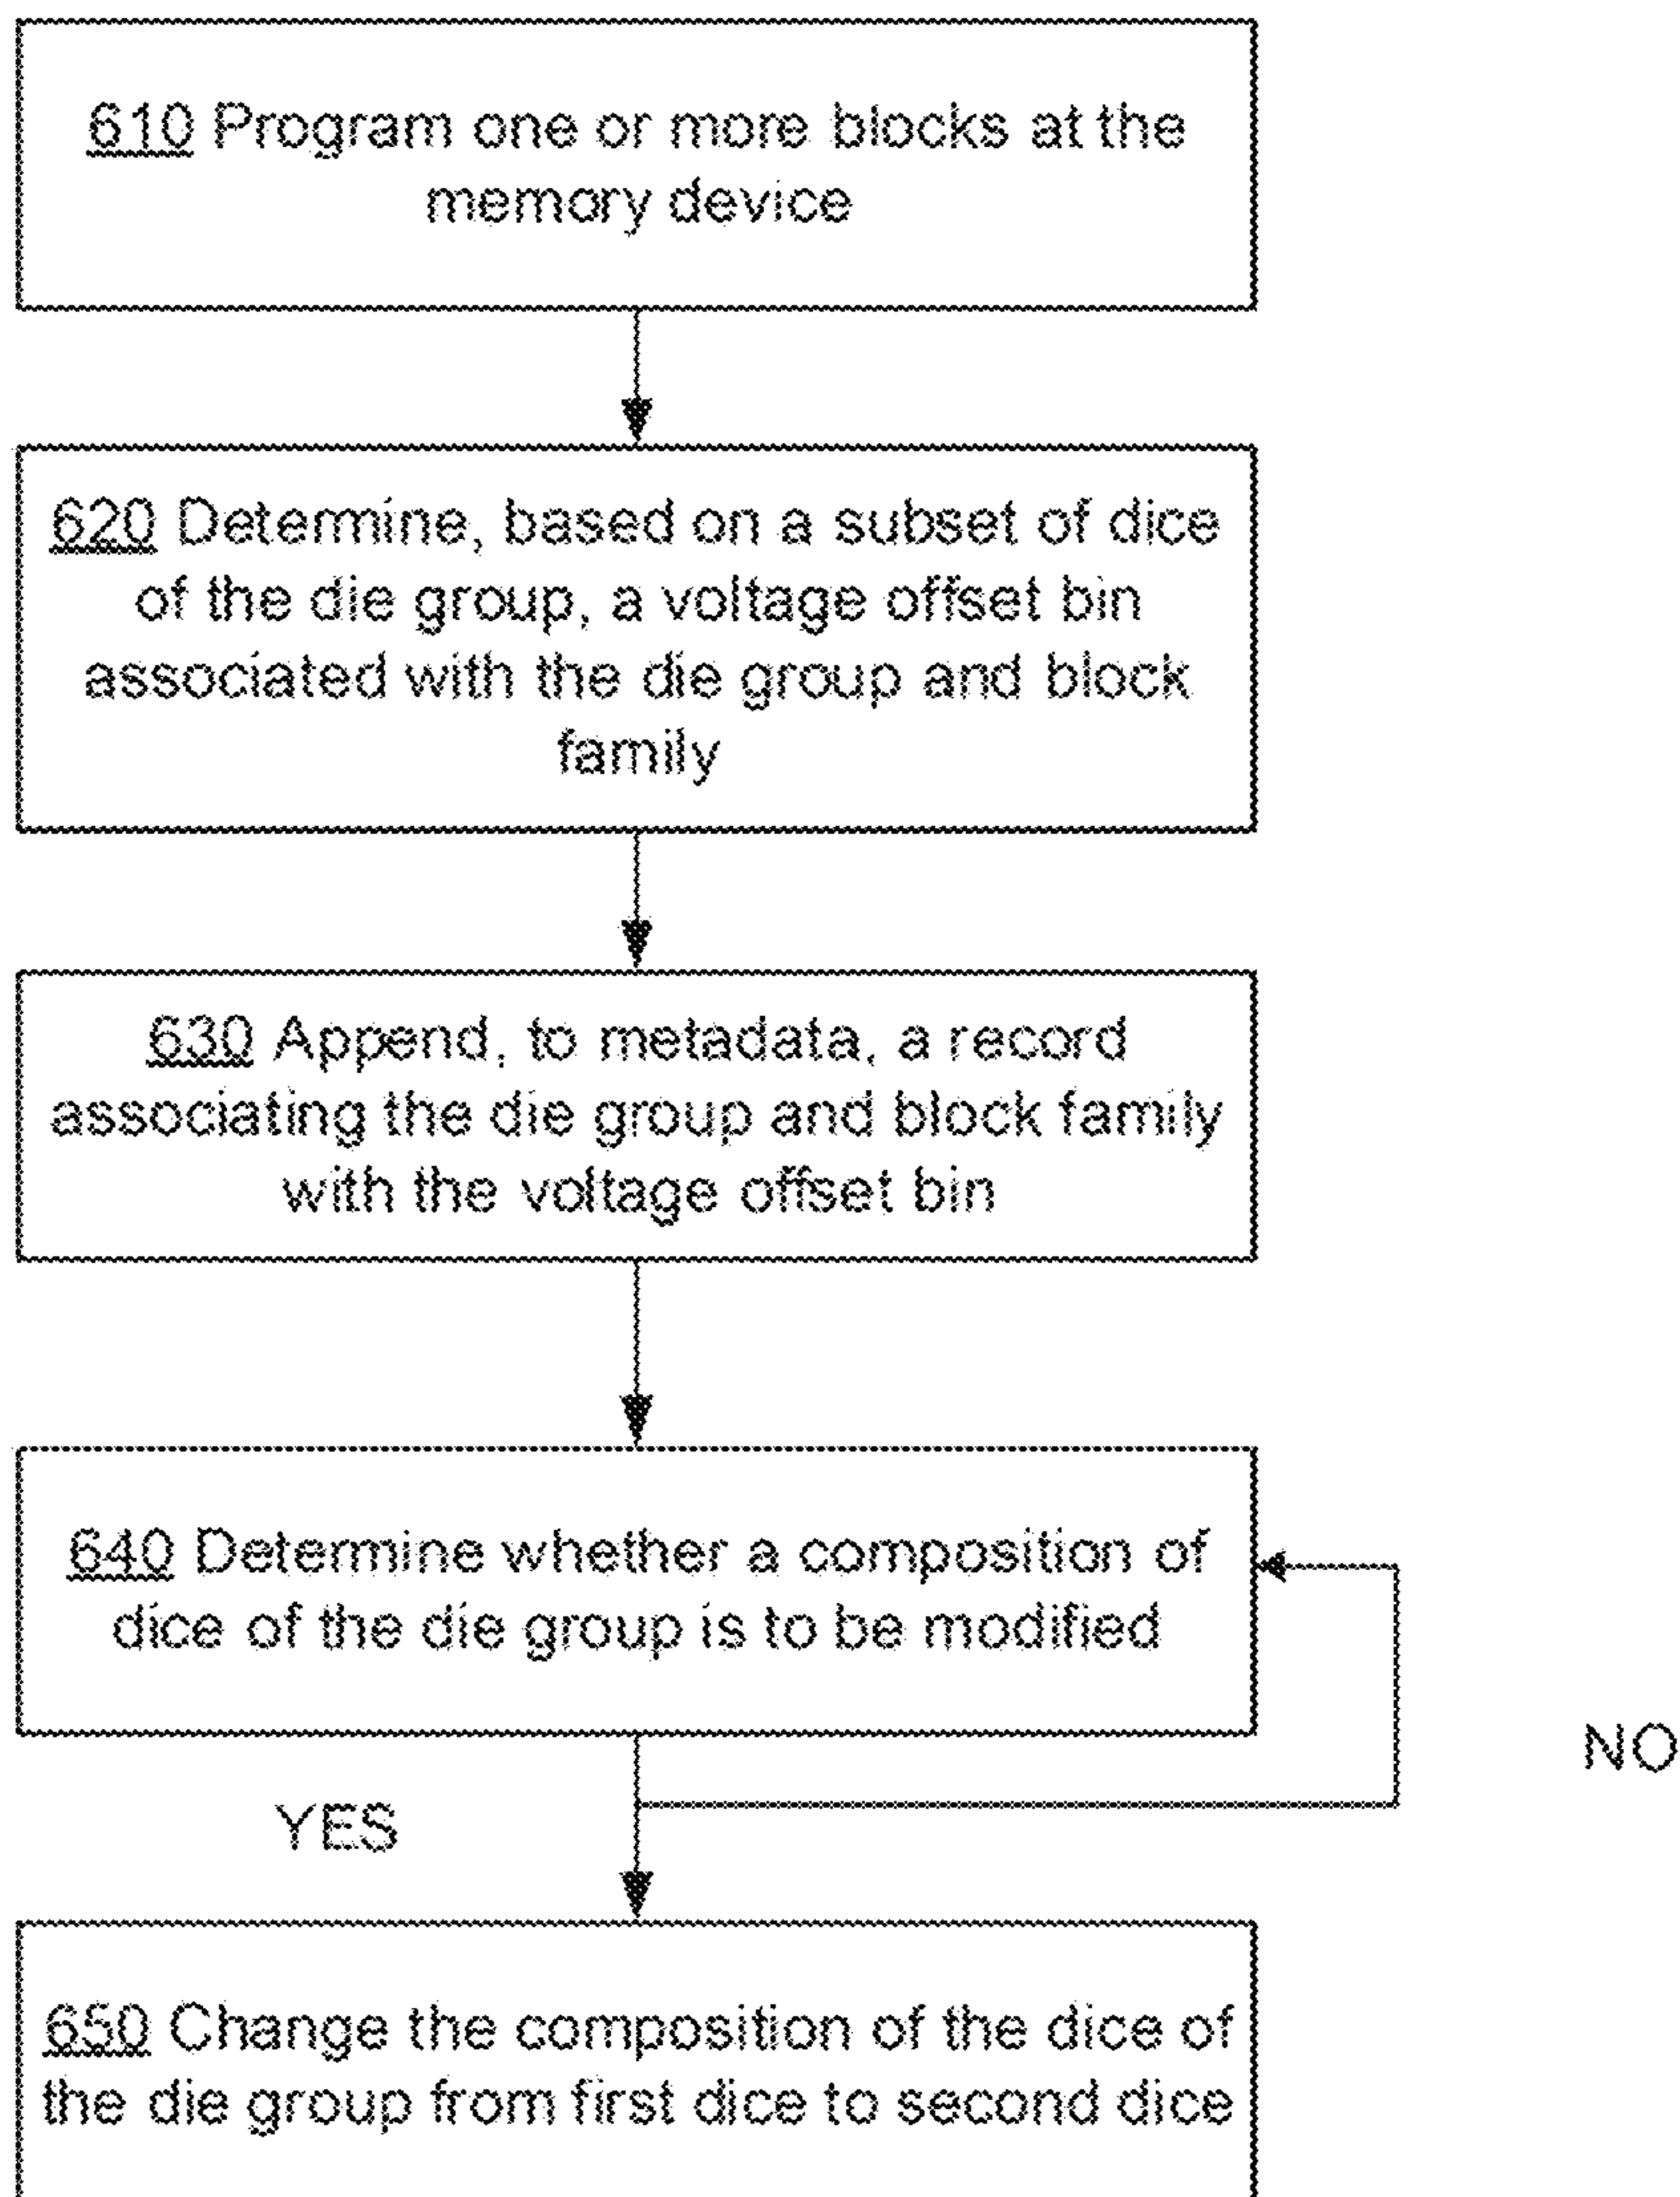 610 Program one or more blocks at the
memory device
620 Determine, based on a subset of dice
of the die group, a voltage offset bin
associated with the die group and block
family
630 Append, to metadata, a record
associating the die group and block family
with the voltage offset bin
640 Determine whether a composition of
dice of the die group is to be modified
NO
YES
650 Change the composition of the dice of
the die group from first dice to second dice